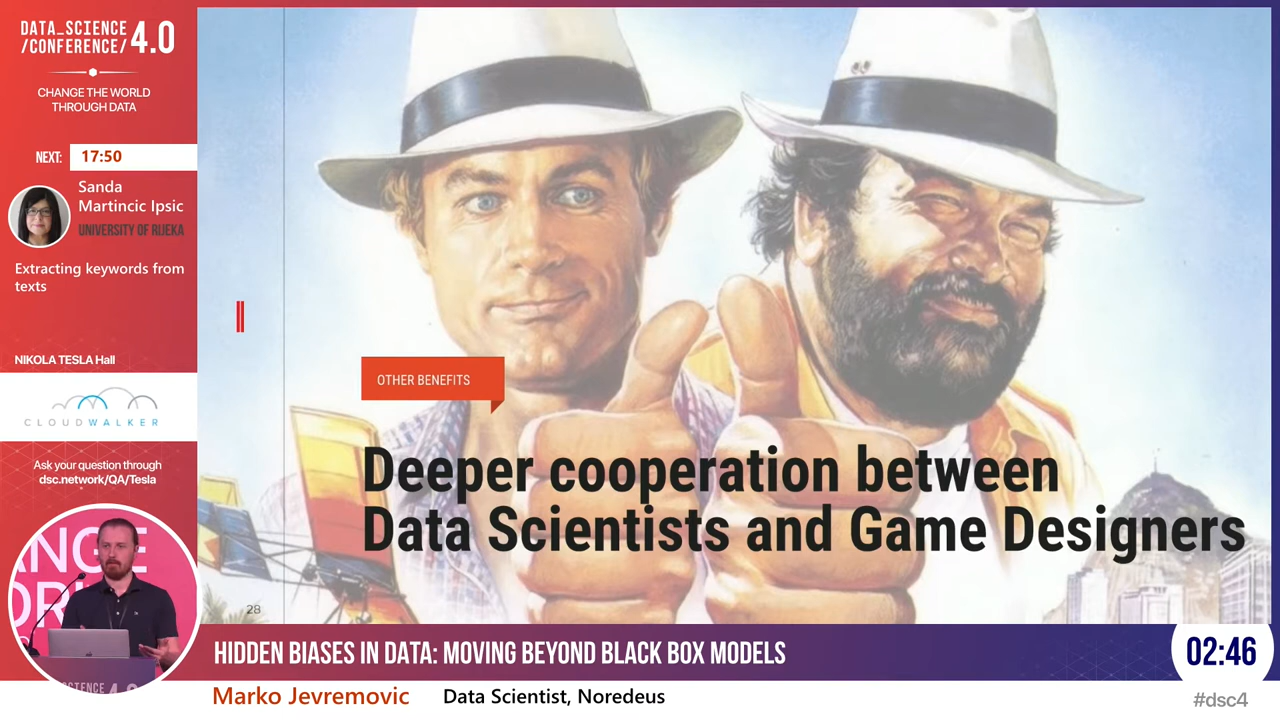 DATA_SCIENCE
/CONFERENCE/ 4.0
CHANGE THE WORLD
THROUGH DATA
NEXT: 17:50
Sanda
Martincic Ipsic
UNIVERSITY OF RIJEKA
Extracting keywords from
texts
NIKOLA TESLA Hall
CLOUDWALKER
Ask your question through
dsc.network/QA/Tesla
OTHER BENEFITS
Deeper cooperation between
Data Scientists and Game Designers
28
HIDDEN BIASES IN DATA: MOVING BEYOND BLACK BOX MODELS
02:46
Marko Jevremovic Data Scientist, Noredeus
#dsc4